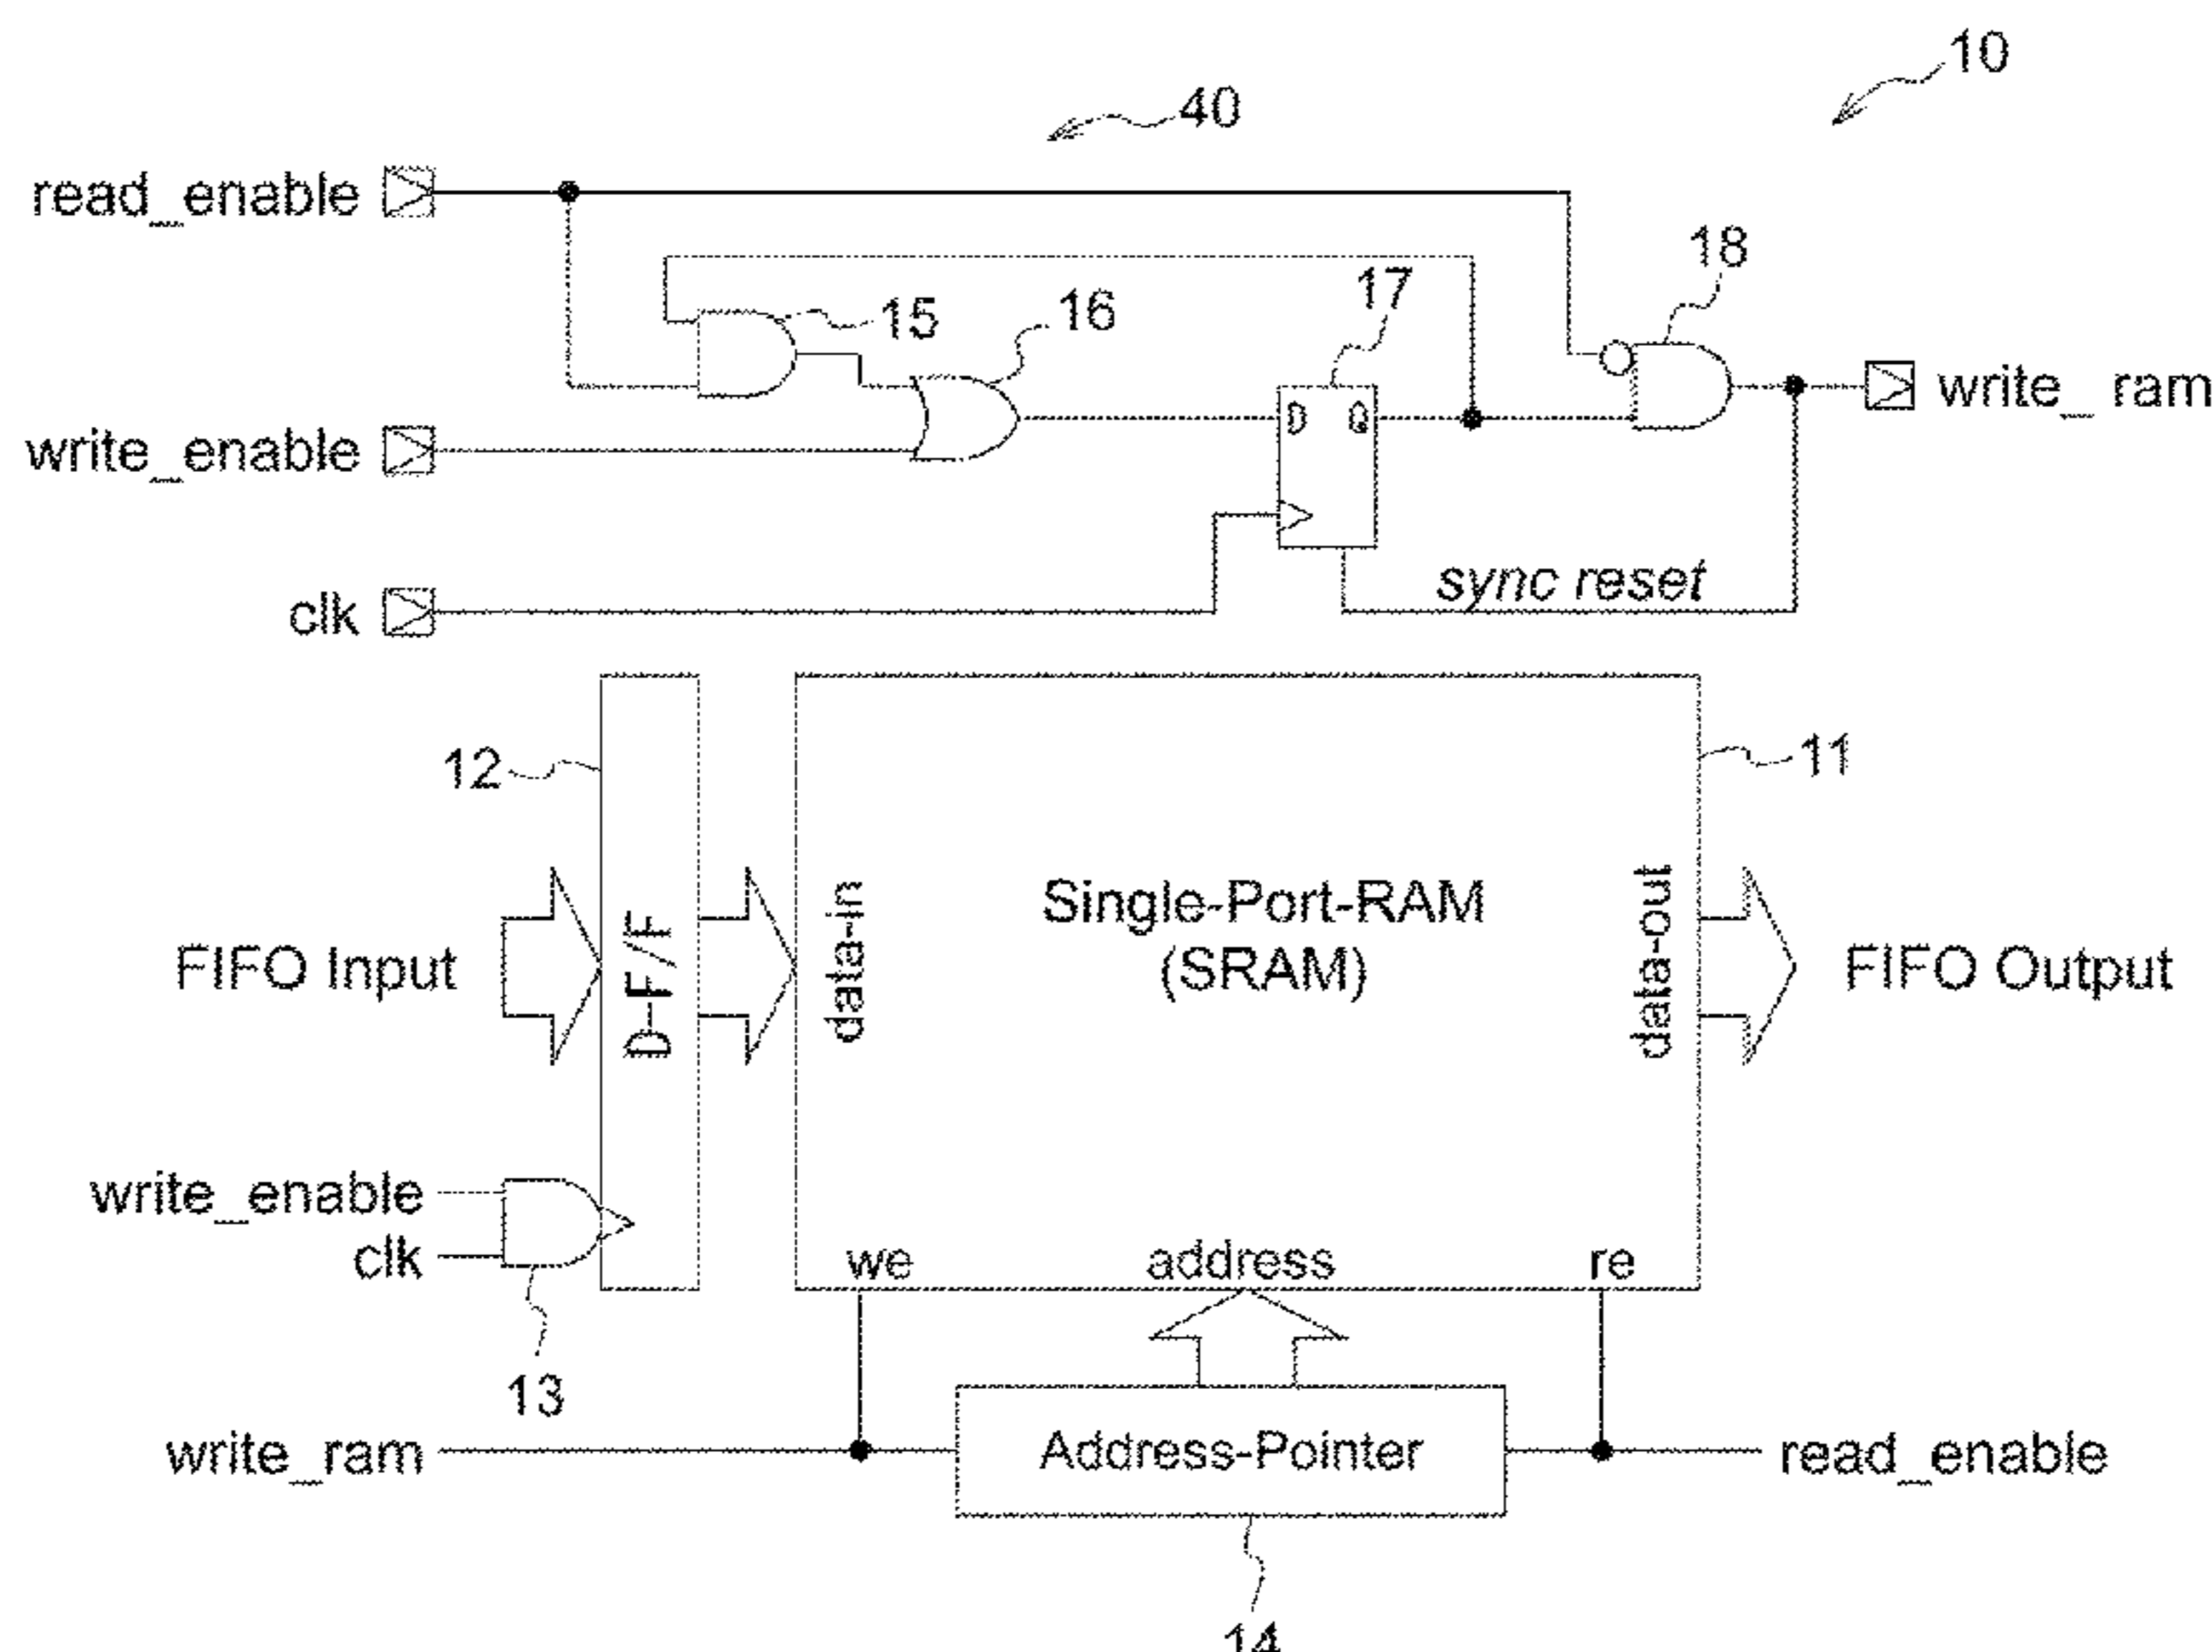 10
40
read_enable
18
17
15
16
D Q
write_ram
write_enable
sync reset
clk
12
11
D-F/F
data-in
Single-Port-RAM
(SRAM)
data-out
FIFO Input
FIFO Output
write_enable
clk
we
address
re
13
write_ram
Address-Pointer
read_enable
14